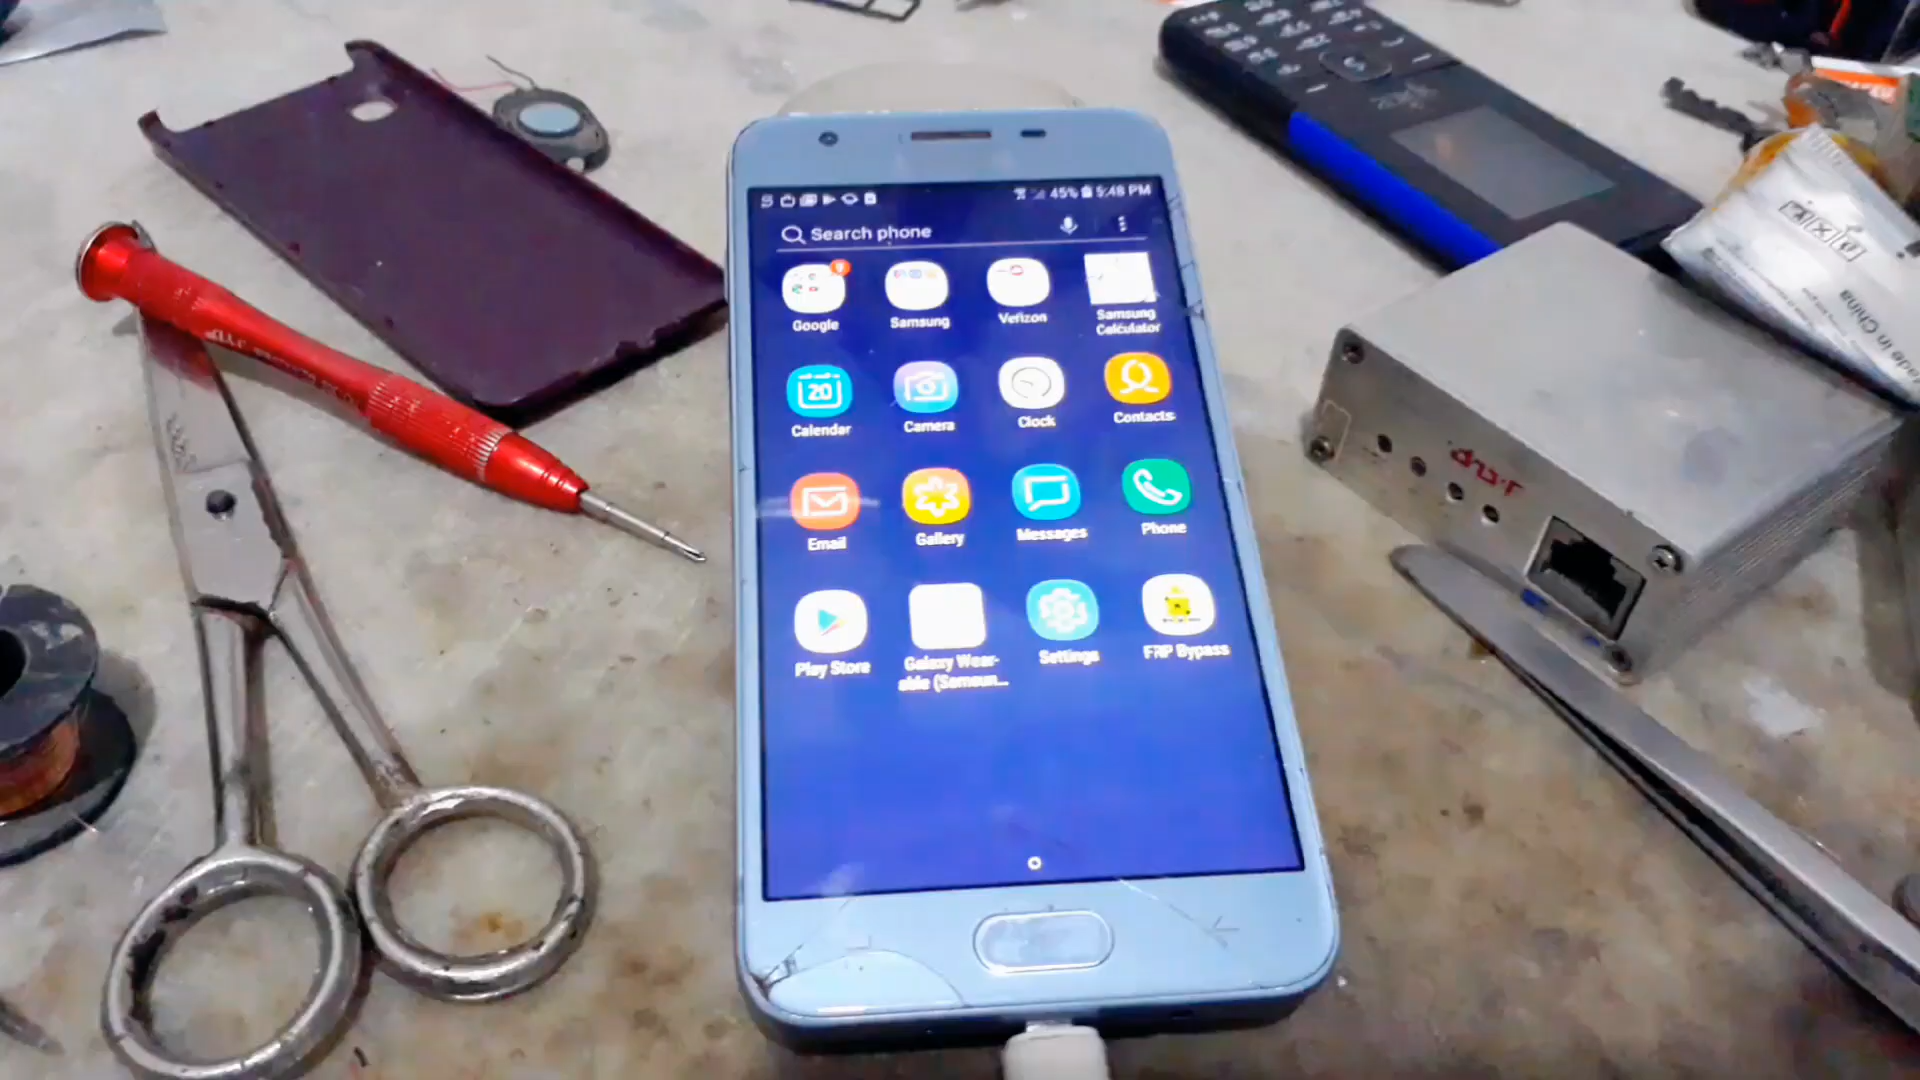 45% 5:48 PM
Search phone
Google
Samsung
Verizon
Samsung
Calculator
20
Calendar
Camera
Clock
Contacts
Email
Gallery
Messages
Phone
Play Store
Galaxy Wear-
able (Samsun...
Settings
FRP Bypass
Made in China